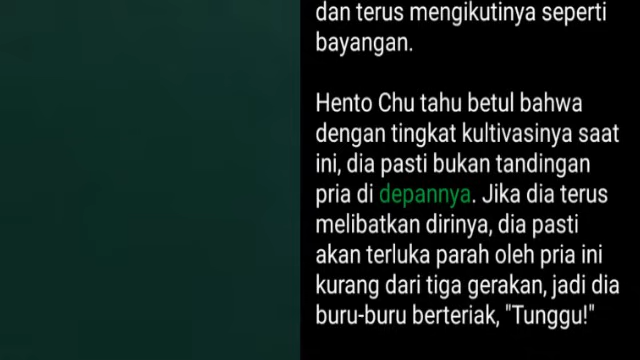 dan terus mengikutinya seperti
bayangan.
Hento Chu tahu betul bahwa
dengan tingkat kultivasinya saat
ini, dia pasti bukan tandingan
pria di depannya. Jika dia terus
melibatkan dirinya, dia pasti
akan terluka parah oleh pria ini
kurang dari tiga gerakan, jadi dia
buru-buru berteriak, "Tunggu!"